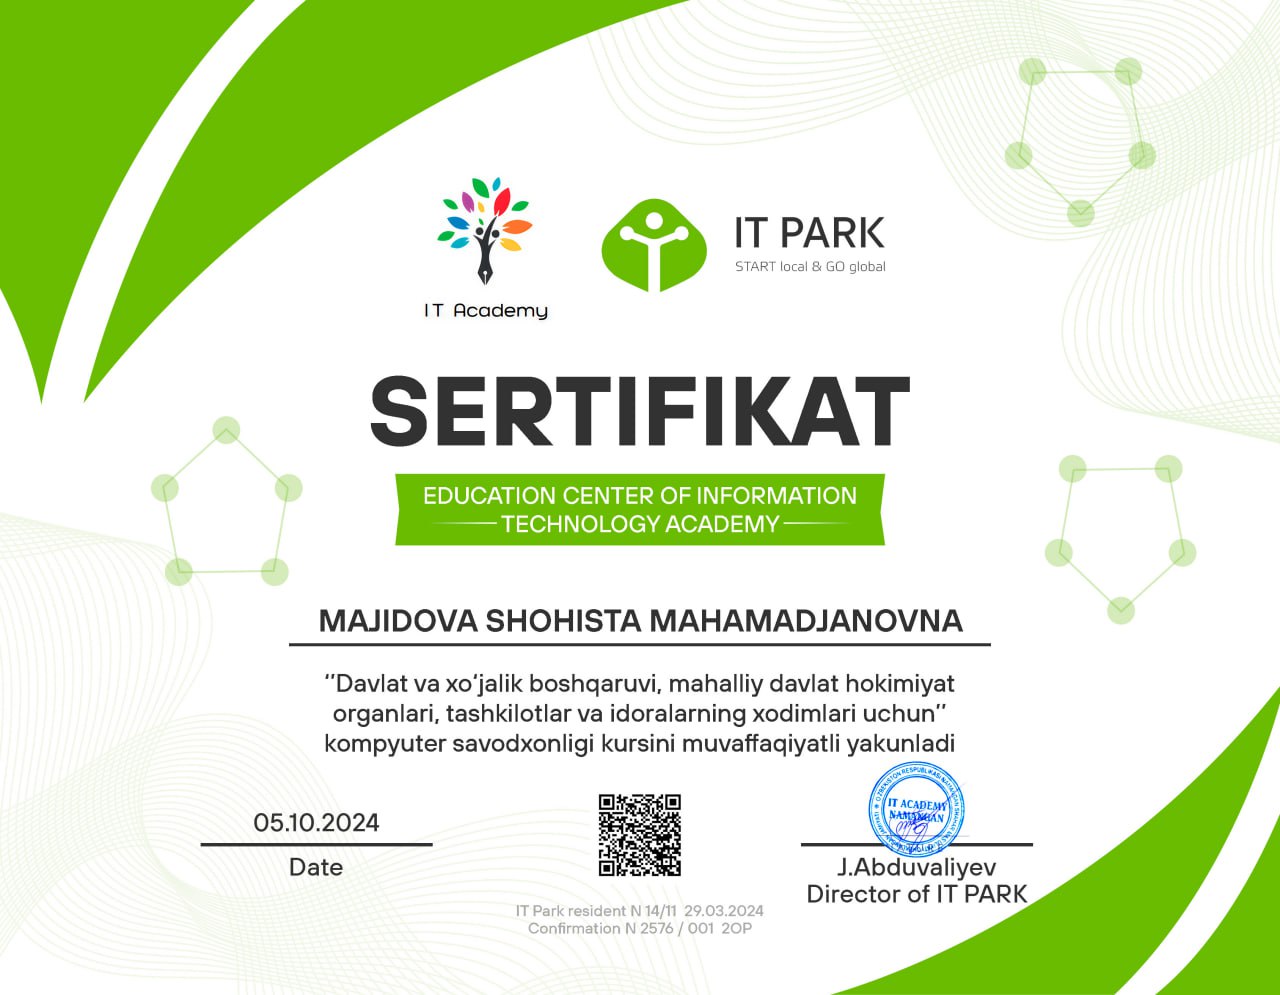 IT Academy
IT PARK
START local & GO global
SERTIFIKAT
EDUCATION CENTER OF INFORMATION
TECHNOLOGY ACADEMY
MAJIDOVA SHOHISTA MAHAMADJANOVNA
‘’Davlat va xo‘jalik boshqaruvi, mahalliy davlat hokimiyat
organlari, tashkilotlar va idoralarning xodimlari uchun’’
kompyuter savodxonligi kursini muvaffaqiyatli yakunladi
05.10.2024
Date
IT ACADEMY
NAMANGAN
J.Abduvaliyev
Director of IT PARK
IT Park resident N 14/11 29.03.2024
Confirmation N 2576 / 001 2OP